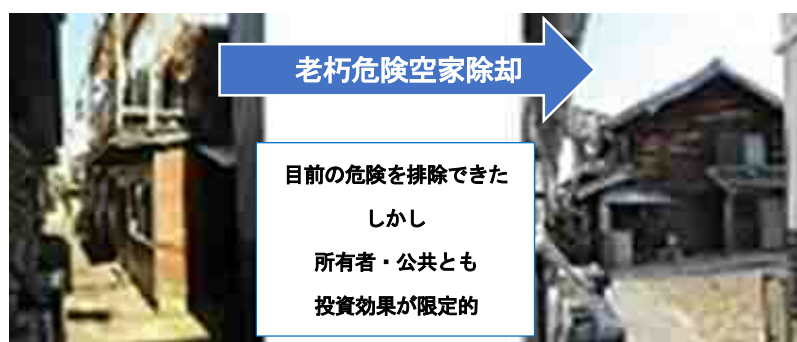 老朽危険空家除却
目前の危険を排除できた
しかし
所有者・公共とも
投資効果が限定的